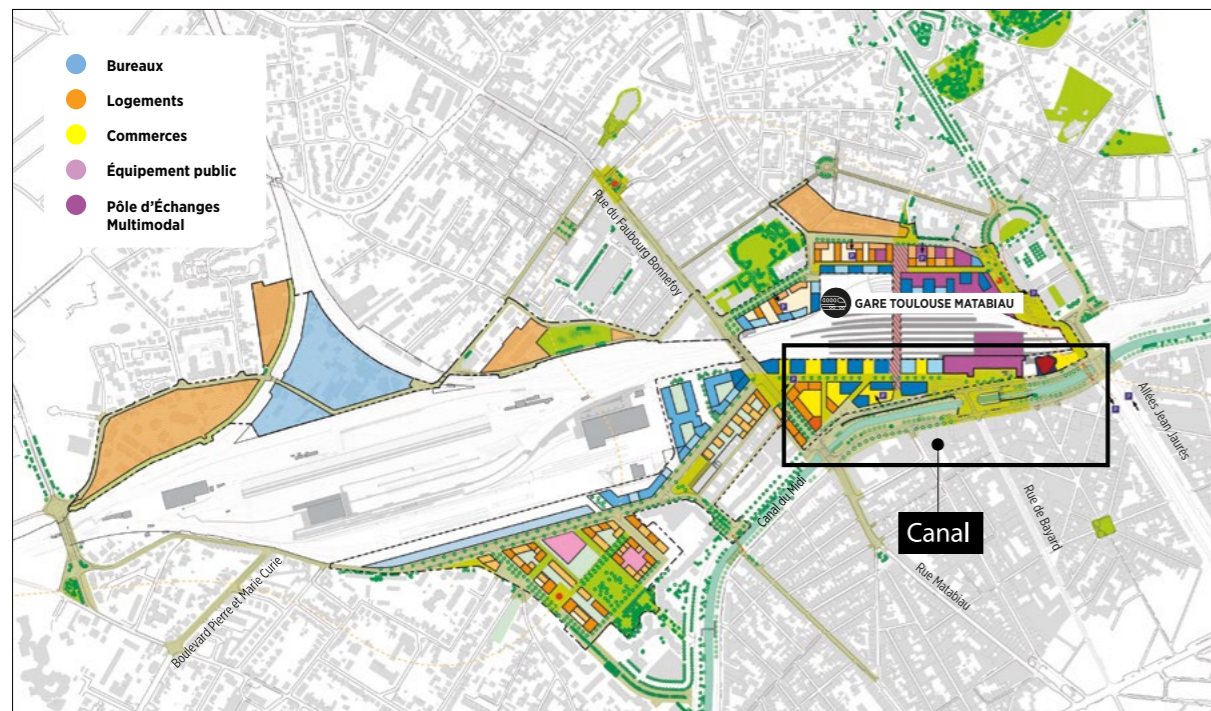 Bureaux
Logements
Commerces
Équipement public
Pôle d'Échanges
Multimodal
Rue du Faubourg Bonnefoy
GARE TOULOUSE MATABIAU
Allées Jean Jaurès
Canal du Midi
Rue de Bayard
Canal
Rue Matabiau
Boulevard Pierre et Marie Curie